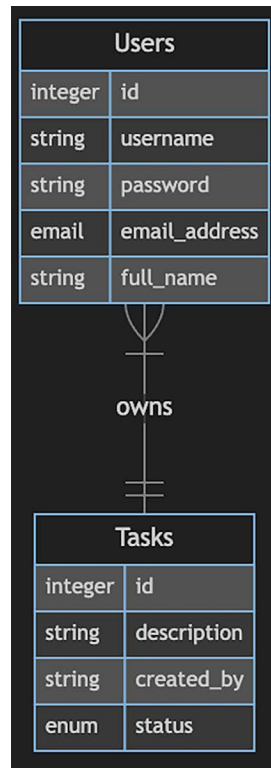 Users
integer id
string username
string password
email email_address
string full_name
owns
Tasks
integer id
string description
string created_by
enum status